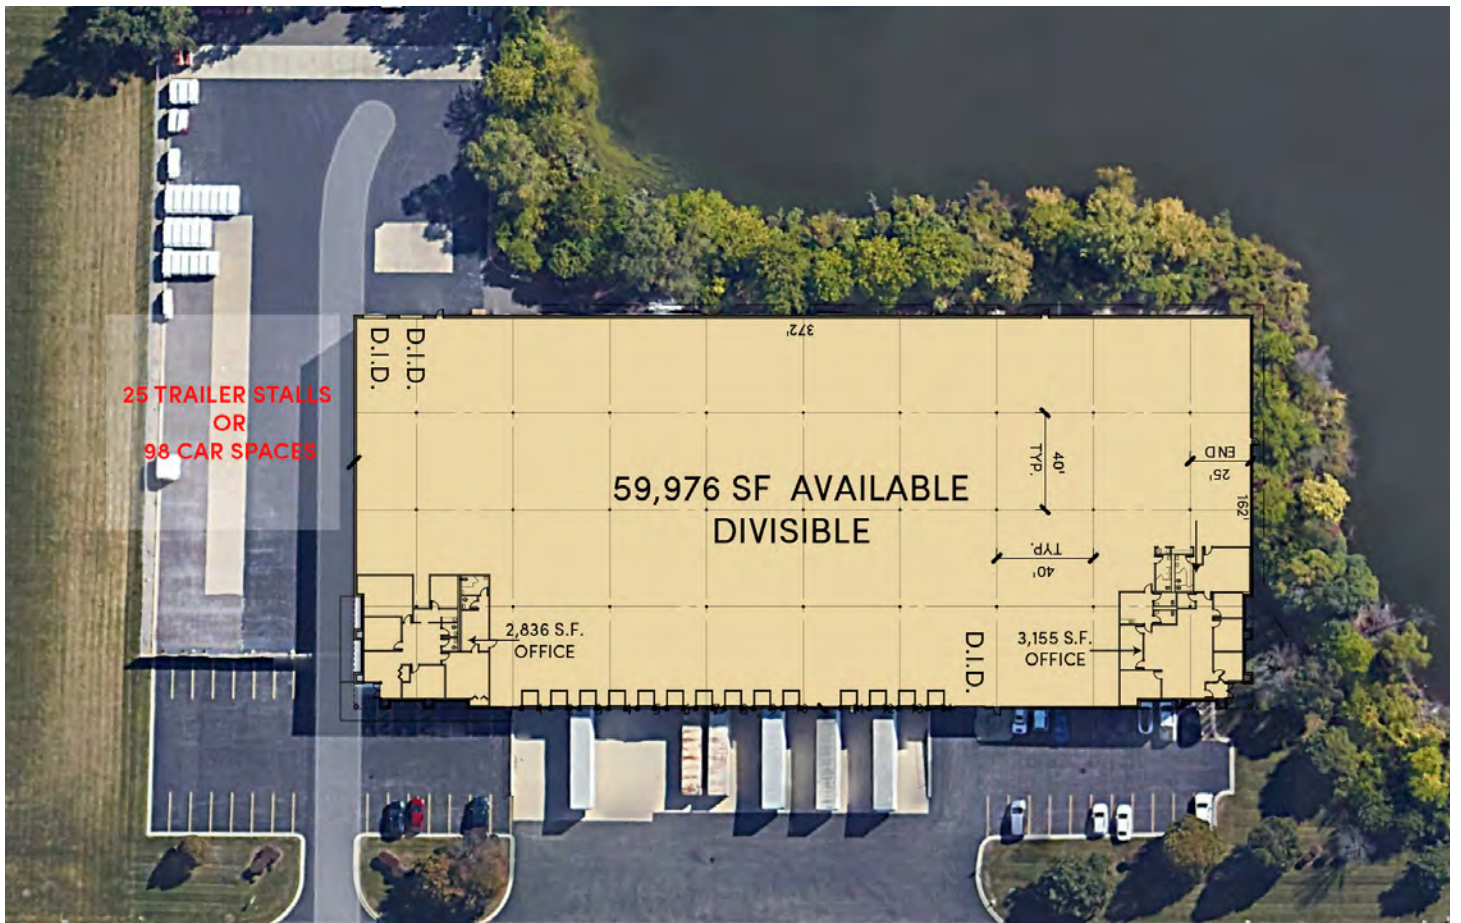 372'
D.I.D.
D.I.D.
25 TRAILER STALLS
OR
98 CAR SPACES
40'
TYP.
END
25'
162'
59,976 SF AVAILABLE
DIVISIBLE
TYP.
40'
2,836 S.F.
OFFICE
D.I.D.
3,155 S.F.
OFFICE